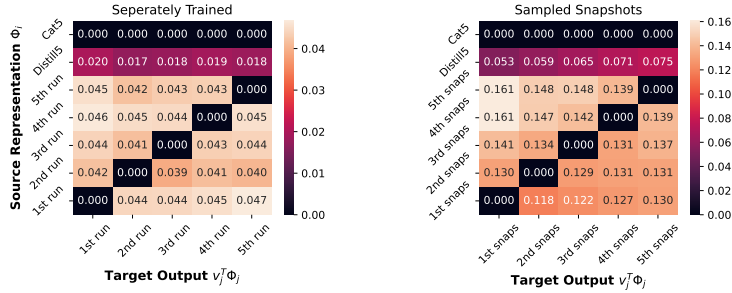 Seperately Trained
Source Representation Φᵢ
Cat5 0.000 0.000 0.000 0.000 0.000
Distill5 0.020 0.017 0.018 0.019 0.018
5th run 0.045 0.042 0.043 0.043 0.000
4th run 0.046 0.045 0.044 0.000 0.045
3rd run 0.044 0.041 0.000 0.043 0.044
2nd run 0.042 0.000 0.039 0.041 0.040
1st run 0.000 0.044 0.044 0.045 0.047
1st run 2nd run 3rd run 4th run 5th run
Target Output vⱼᵀΦⱼ
0.04
0.03
0.02
0.01
0.00
Sampled Snapshots
Cat5 0.000 0.000 0.000 0.000 0.000
Distill5 0.053 0.059 0.065 0.071 0.075
5th snaps 0.161 0.148 0.148 0.139 0.000
4th snaps 0.161 0.147 0.142 0.000 0.139
3rd snaps 0.141 0.134 0.000 0.131 0.137
2nd snaps 0.130 0.000 0.129 0.131 0.131
1st snaps 0.000 0.118 0.122 0.127 0.130
1st snaps 2nd snaps 3rd snaps 4th snaps 5th snaps
Target Output vⱼᵀΦⱼ
0.16
0.14
0.12
0.10
0.08
0.06
0.04
0.02
0.00